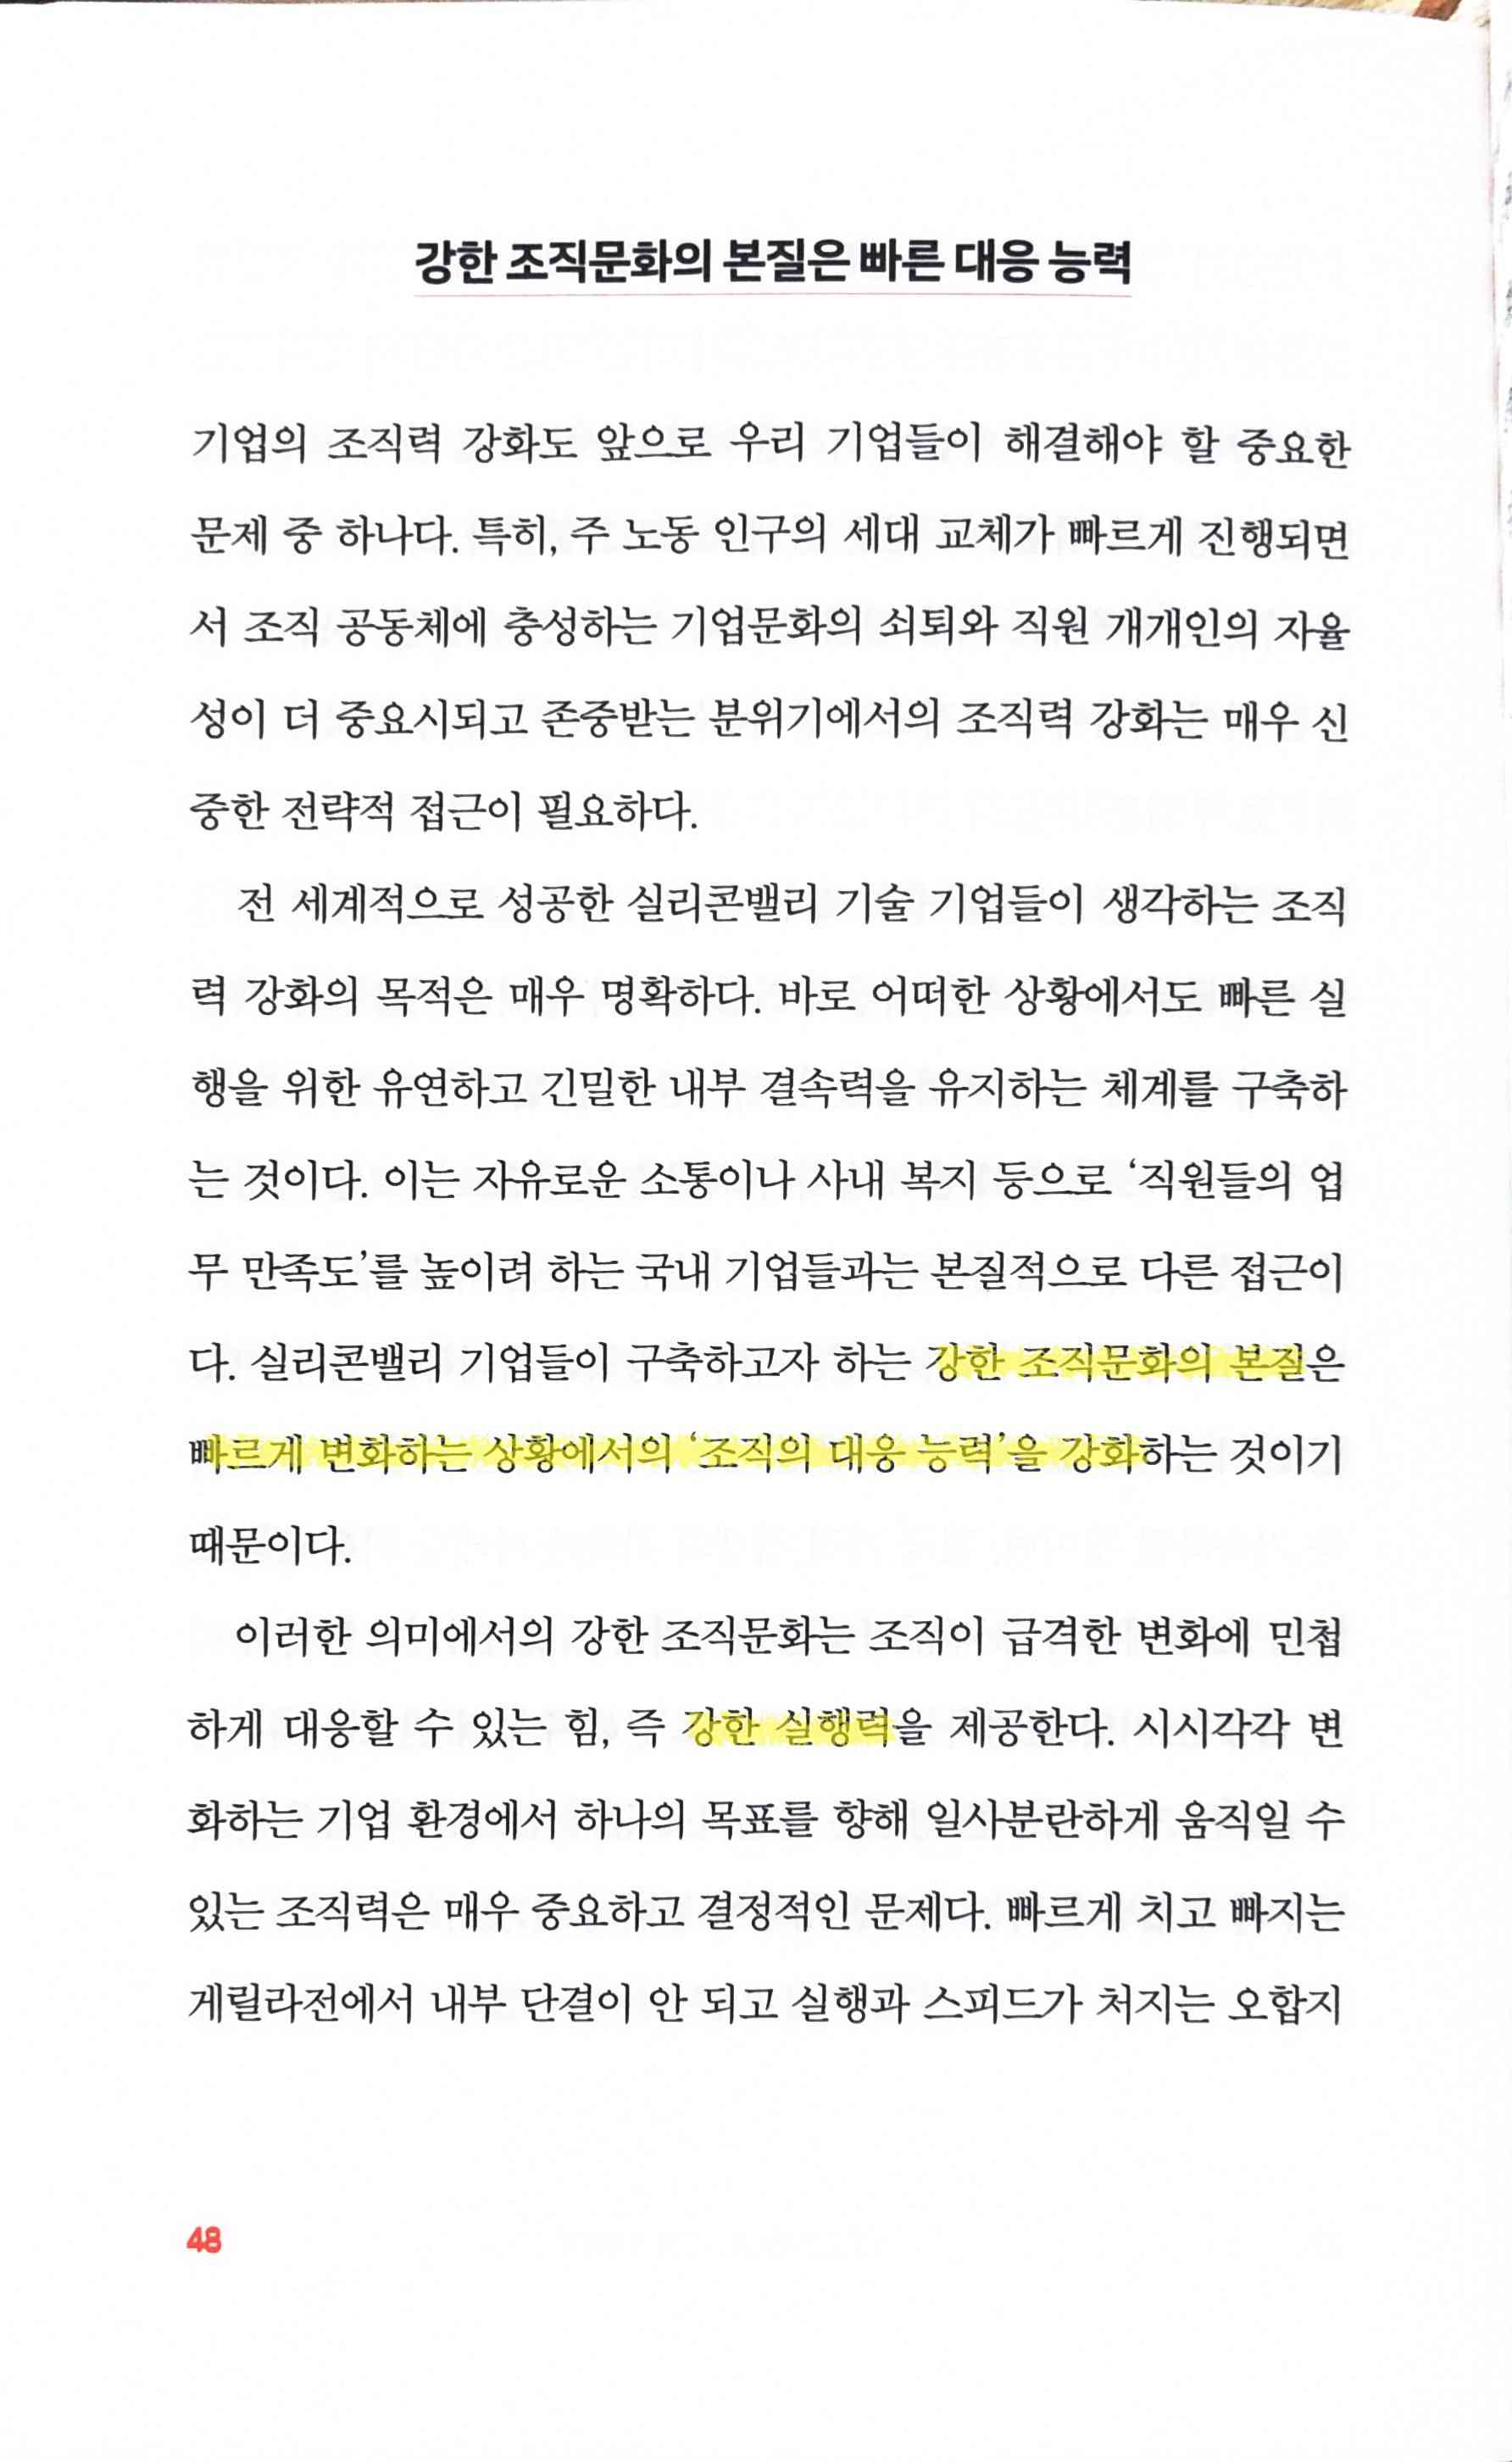 강한 조직문화의 본질은 빠른 대응 능력
기업의 조직력 강화도 앞으로 우리 기업들이 해결해야 할 중요한
문제 중 하나다. 특히, 주 노동 인구의 세대 교체가 빠르게 진행되면
서 조직 공동체에 충성하는 기업문화의 쇠퇴와 직원 개개인의 자율
성이 더 중요시되고 존중받는 분위기에서의 조직력 강화는 매우 신
중한 전략적 접근이 필요하다.
전 세계적으로 성공한 실리콘밸리 기술 기업들이 생각하는 조직
력 강화의 목적은 매우 명확하다. 바로 어떠한 상황에서도 빠른 실
행을 위한 유연하고 긴밀한 내부 결속력을 유지하는 체계를 구축하
는 것이다. 이는 자유로운 소통이나 사내 복지 등으로 ‘직원들의 업
무 만족도’를 높이려 하는 국내 기업들과는 본질적으로 다른 접근이
다. 실리콘밸리 기업들이 구축하고자 하는 강한 조직문화의 본질은
빠르게 변화하는 상황에서의 ‘조직의 대응 능력’을 강화하는 것이기
때문이다.
이러한 의미에서의 강한 조직문화는 조직이 급격한 변화에 민첩
하게 대응할 수 있는 힘, 즉 강한 실행력을 제공한다. 시시각각 변
화하는 기업 환경에서 하나의 목표를 향해 일사분란하게 움직일 수
있는 조직력은 매우 중요하고 결정적인 문제다. 빠르게 치고 빠지는
게릴라전에서 내부 단결이 안 되고 실행과 스피드가 처지는 오합지
48